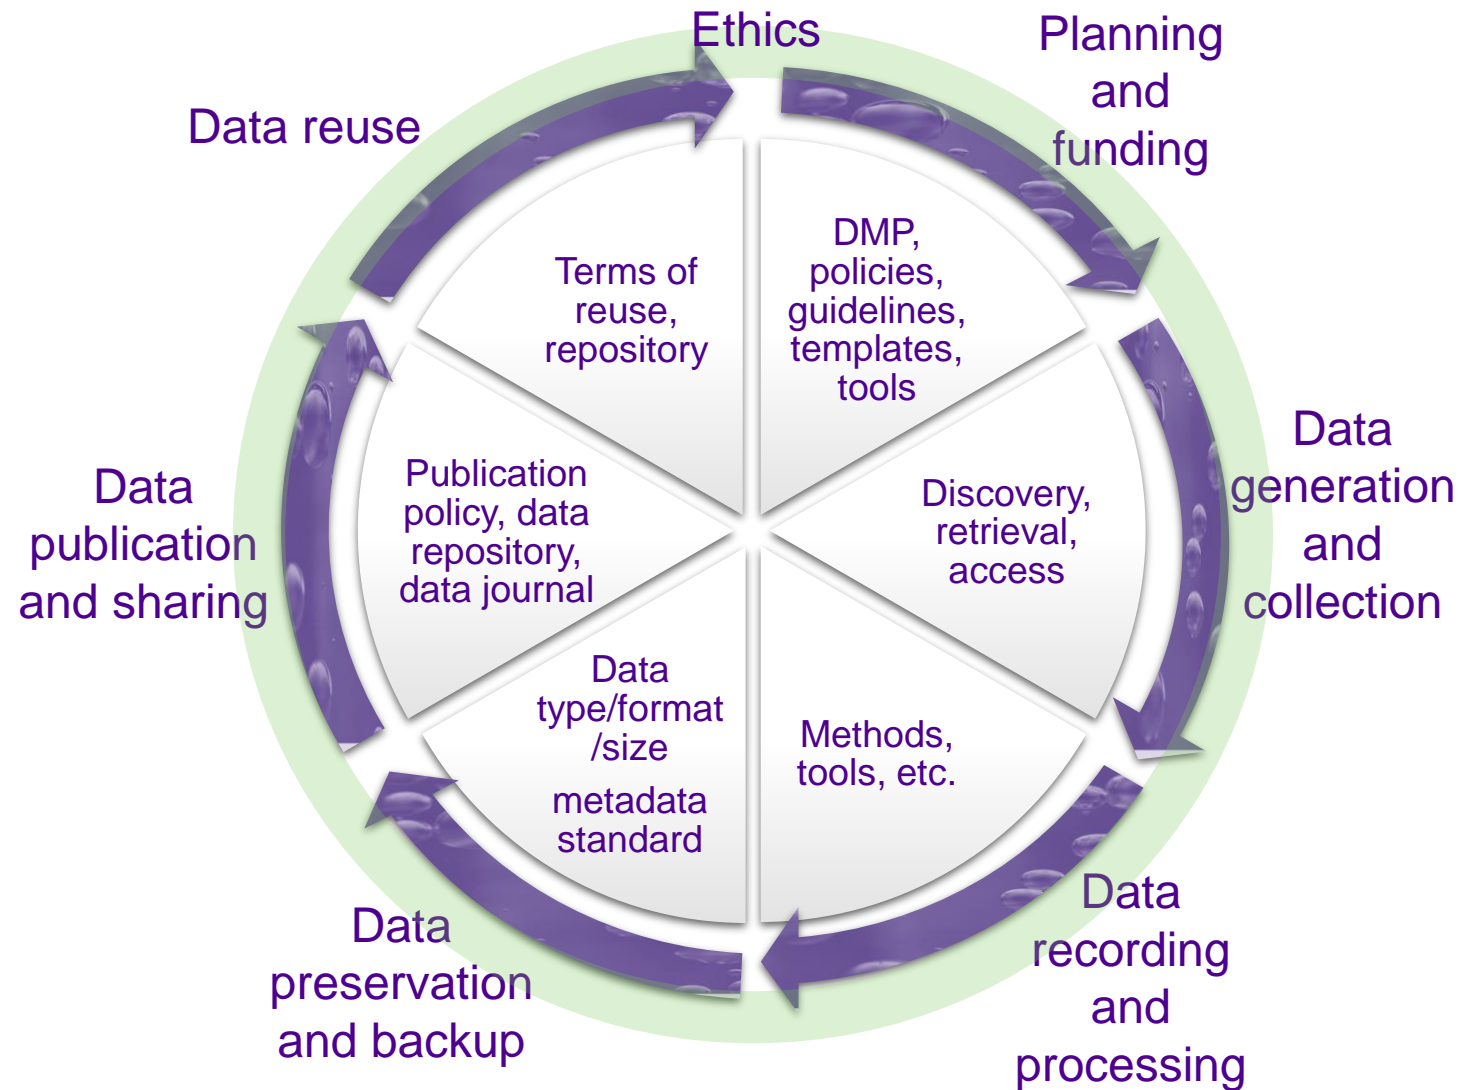 Ethics
Planning
and
funding
Data reuse
DMP,
policies,
guidelines,
templates,
tools
Terms of
reuse,
repository
Data
generation
and
collection
Discovery,
retrieval,
access
Data
publication
and sharing
Publication
policy, data
repository,
data journal
Data
type/format
/size
metadata
standard
Methods,
tools, etc.
Data
recording
and
processing
Data
preservation
and backup